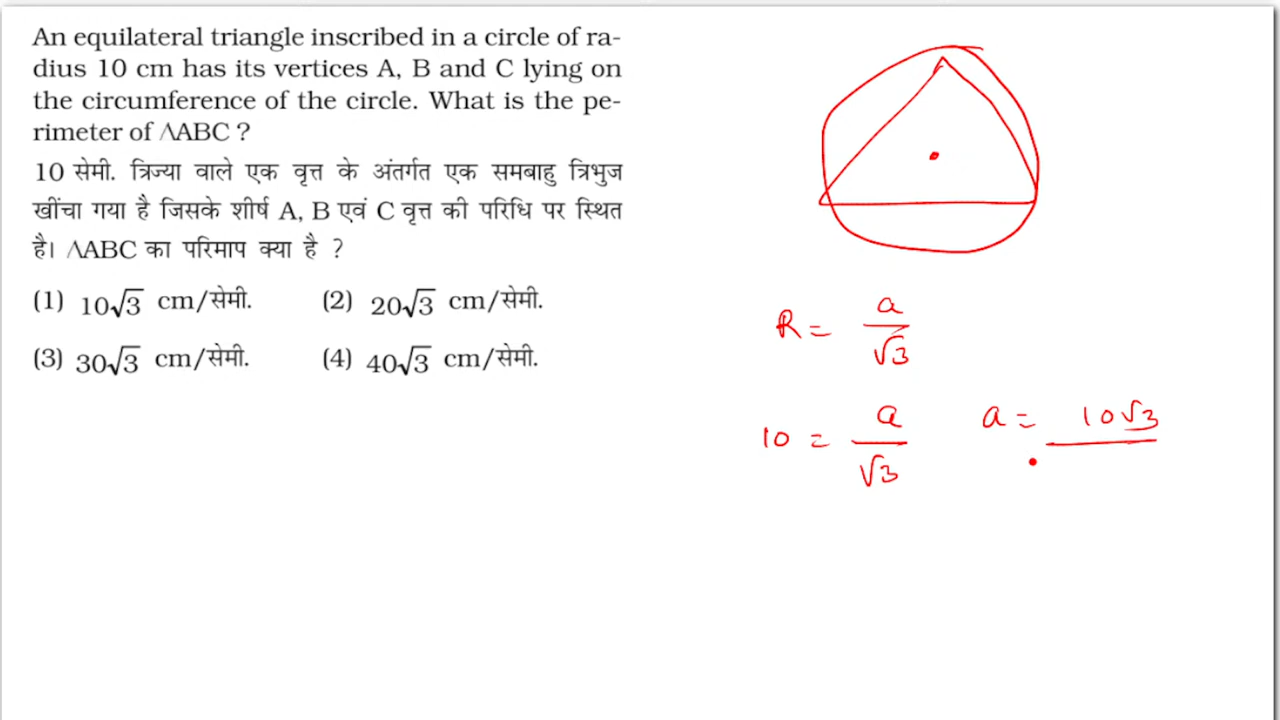 An equilateral triangle inscribed in a circle of ra-
dius 10 cm has its vertices A, B and C lying on
the circumference of the circle. What is the pe-
rimeter of ΛABC ?
10 सेमी. त्रिज्या वाले एक वृत्त के अंतर्गत एक समबाहु त्रिभुज
खींचा गया है जिसके शीर्ष A, B एवं C वृत्त की परिधि पर स्थित
है। ΛABC का परिमाप क्या है ?
(1) 10√3 cm/सेमी. (2) 20√3 cm/सेमी.
(3) 30√3 cm/सेमी. (4) 40√3 cm/सेमी.
R = a/√3
10 = a/√3 a = 10√3